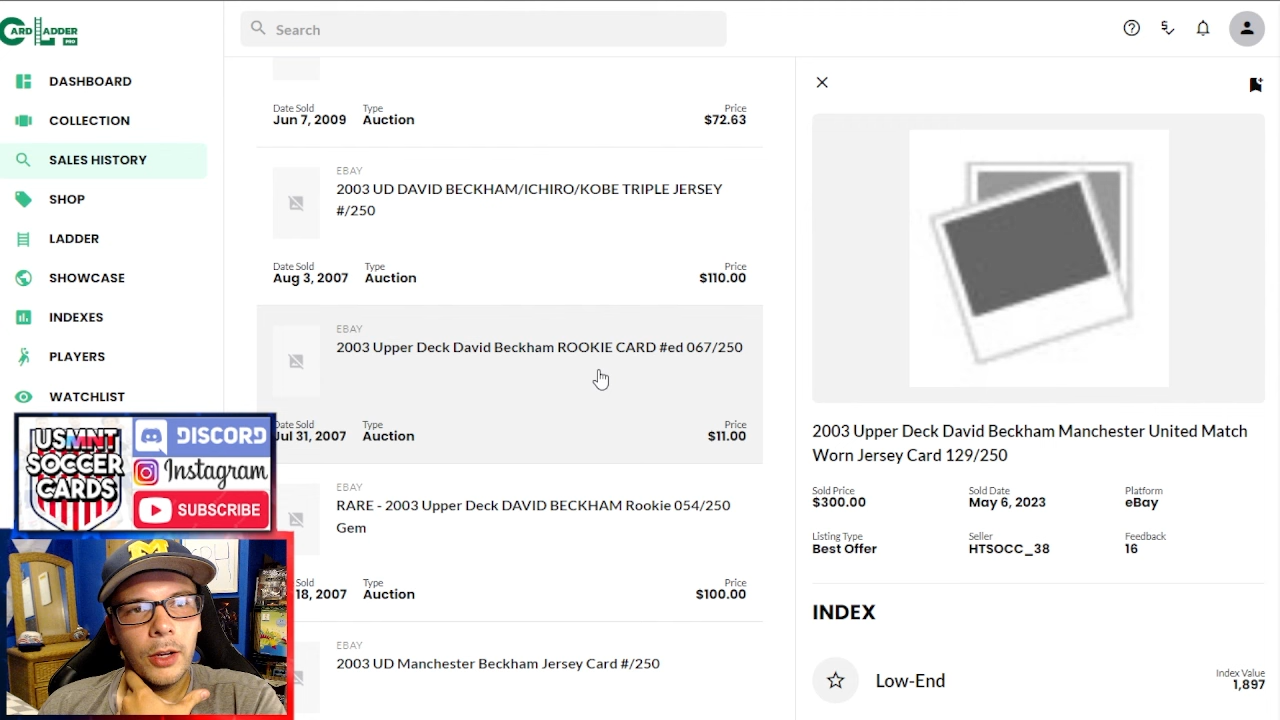 CARD LADDER PRO
Search
DASHBOARD
COLLECTION
SALES HISTORY
SHOP
LADDER
SHOWCASE
INDEXES
PLAYERS
WATCHLIST
USMNT
SOCCER
CARDS
DISCORD
Instagram
SUBSCRIBE
Date Sold Type Price
Jun 7, 2009 Auction $72.63
EBAY
2003 UD DAVID BECKHAM/ICHIRO/KOBE TRIPLE JERSEY
#/250
Date Sold Type Price
Aug 3, 2007 Auction $110.00
EBAY
2003 Upper Deck David Beckham ROOKIE CARD #ed 067/250
Date Sold Type Price
Jul 31, 2007 Auction $11.00
EBAY
RARE - 2003 Upper Deck DAVID BECKHAM Rookie 054/250
Gem
Sold Type Price
18, 2007 Auction $100.00
EBAY
2003 UD Manchester Beckham Jersey Card #/250
2003 Upper Deck David Beckham Manchester United Match
Worn Jersey Card 129/250
Sold Price Sold Date Platform
$300.00 May 6, 2023 eBay
Listing Type Seller Feedback
Best Offer HTSOCC_38 16
INDEX
Low-End
Index Value
1,897